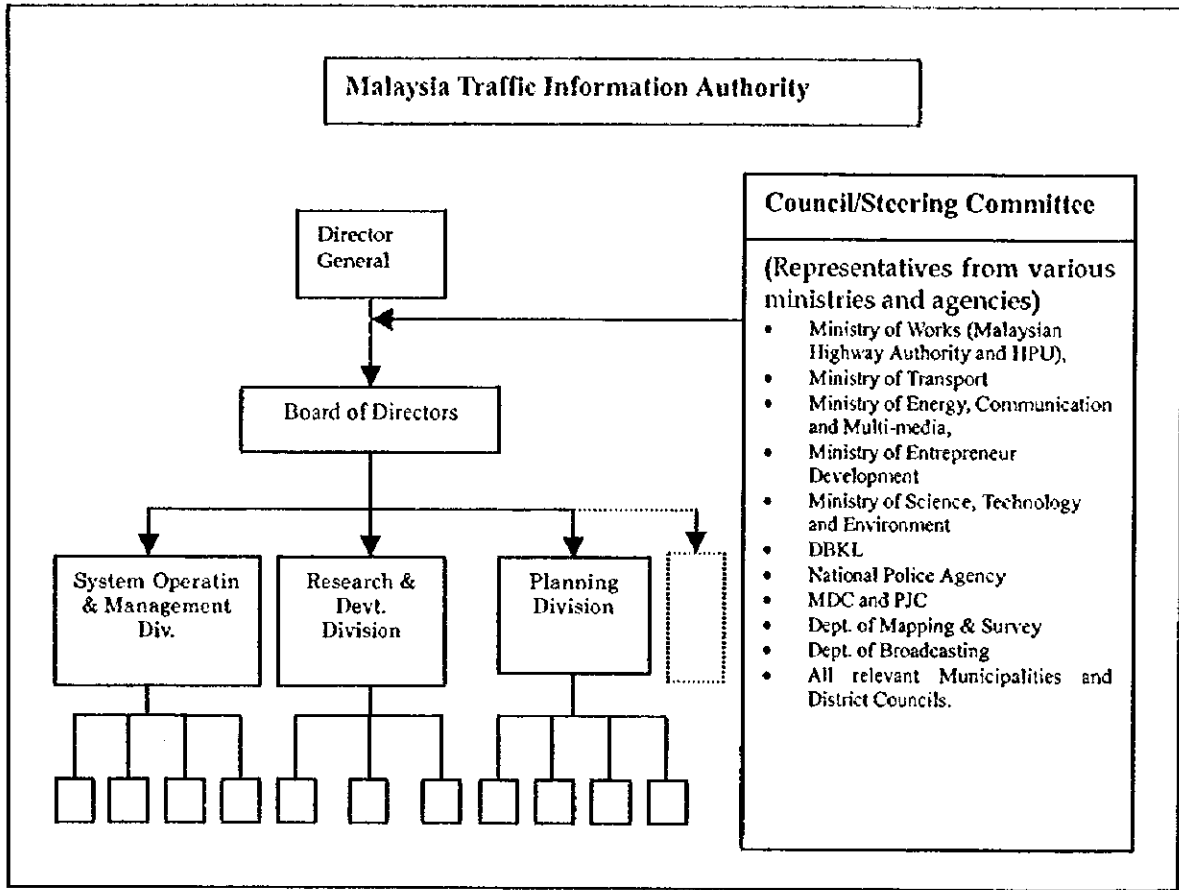 Malaysia Traffic Information Authority
Director
General
Board of Directors
System Operatin
& Management
Div.
Research &
Devt.
Division
Planning
Division
Council/Steering Committee
(Representatives from various
ministries and agencies)
• Ministry of Works (Malaysian
Highway Authority and HPU),
• Ministry of Transport
• Ministry of Energy, Communication
and Multi-media,
• Ministry of Entrepreneur
Development
• Ministry of Science, Technology
and Environment
• DBKL
• National Police Agency
• MDC and PJC
• Dept. of Mapping & Survey
• Dept. of Broadcasting
• All relevant Municipalities and
District Councils.